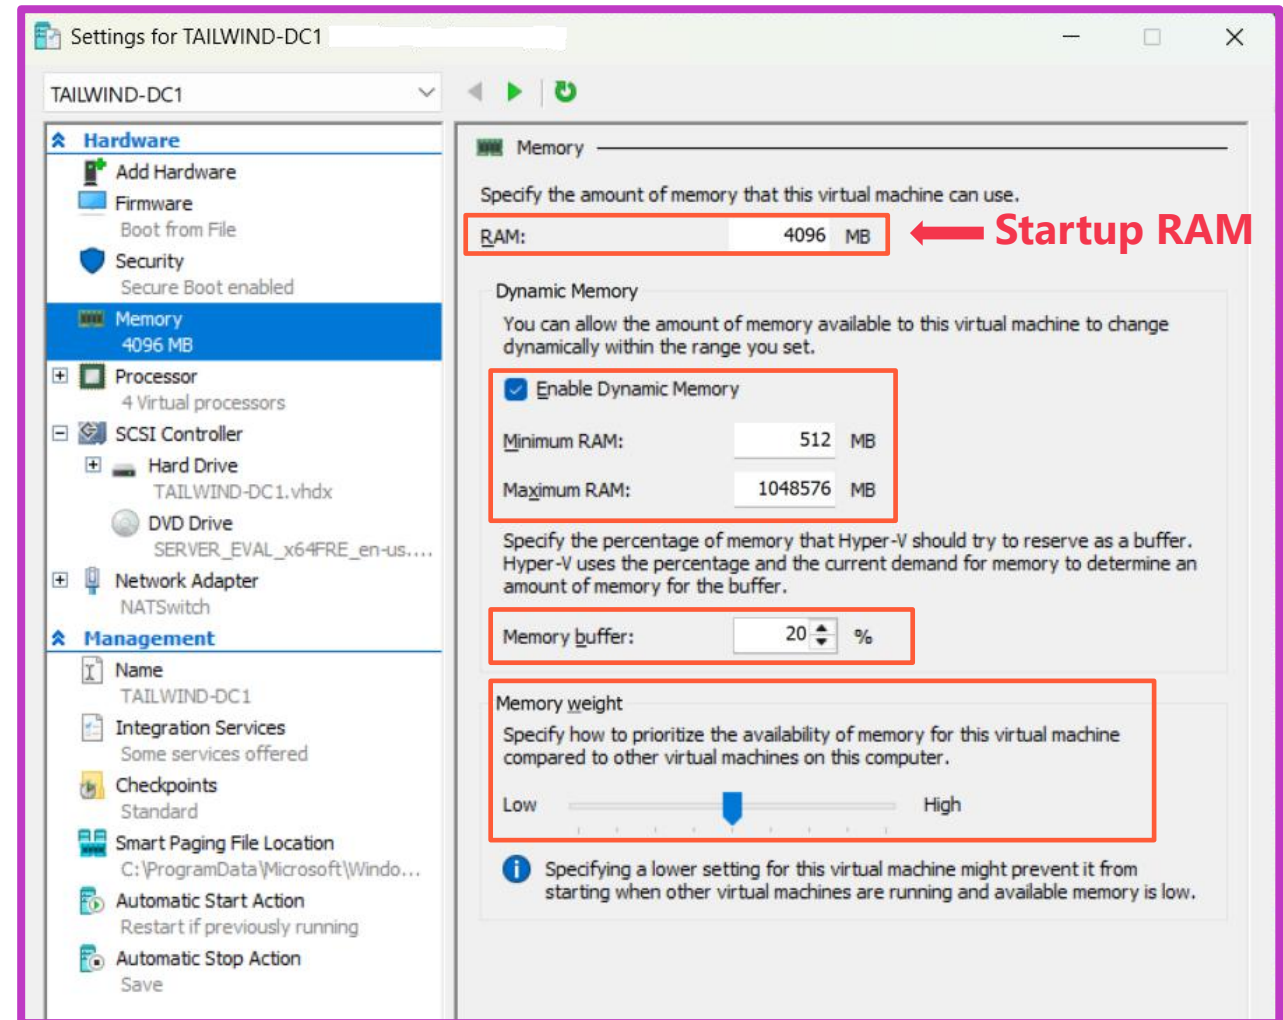 Settings for TAILWIND-DC1
TAILWIND-DC1
Hardware
Add Hardware
Firmware
Boot from File
Security
Secure Boot enabled
Memory
4096 MB
Processor
4 Virtual processors
SCSI Controller
Hard Drive
TAILWIND-DC1.vhdx
DVD Drive
SERVER_EVAL_x64FRE_en-us....
Network Adapter
NATSwitch
Management
Name
TAILWIND-DC1
Integration Services
Some services offered
Checkpoints
Standard
Smart Paging File Location
C:\ProgramData\Microsoft\Windo...
Automatic Start Action
Restart if previously running
Automatic Stop Action
Save
Memory
Specify the amount of memory that this virtual machine can use.
RAM: 4096 MB
Startup RAM
Dynamic Memory
You can allow the amount of memory available to this virtual machine to change
dynamically within the range you set.
Enable Dynamic Memory
Minimum RAM: 512 MB
Maximum RAM: 1048576 MB
Specify the percentage of memory that Hyper-V should try to reserve as a buffer.
Hyper-V uses the percentage and the current demand for memory to determine an
amount of memory for the buffer.
Memory buffer: 20 %
Memory weight
Specify how to prioritize the availability of memory for this virtual machine
compared to other virtual machines on this computer.
Low High
Specifying a lower setting for this virtual machine might prevent it from
starting when other virtual machines are running and available memory is low.